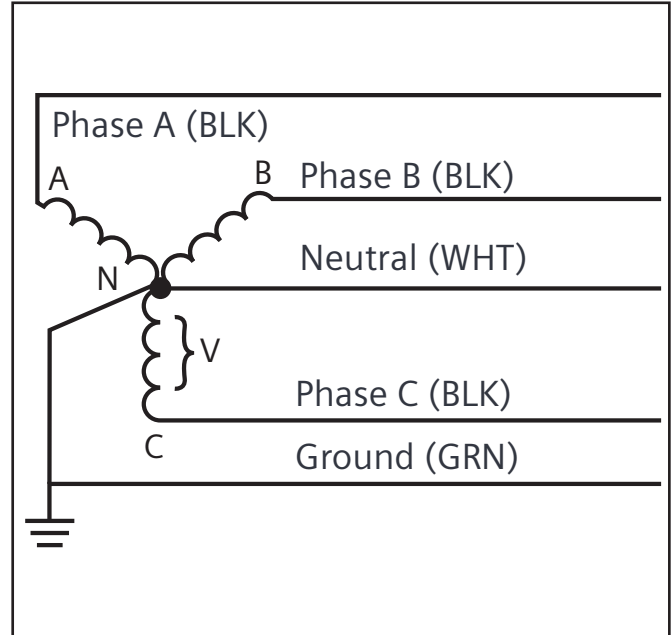 Phase A (BLK)
A
B
Phase B (BLK)
N
Neutral (WHT)
V
Phase C (BLK)
C
Ground (GRN)